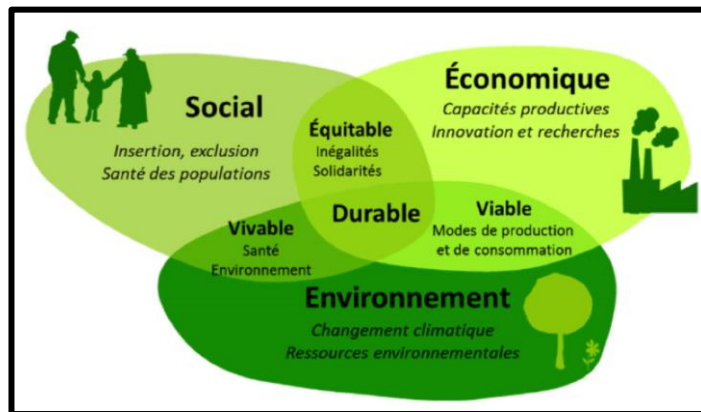 Social
Insertion, exclusion
Santé des populations
Économique
Capacités productives
Innovation et recherches
Équitable
Inégalités
Solidarités
Durable
Vivable
Santé
Environnement
Viable
Modes de production
et de consommation
Environnement
Changement climatique
Ressources environnementales